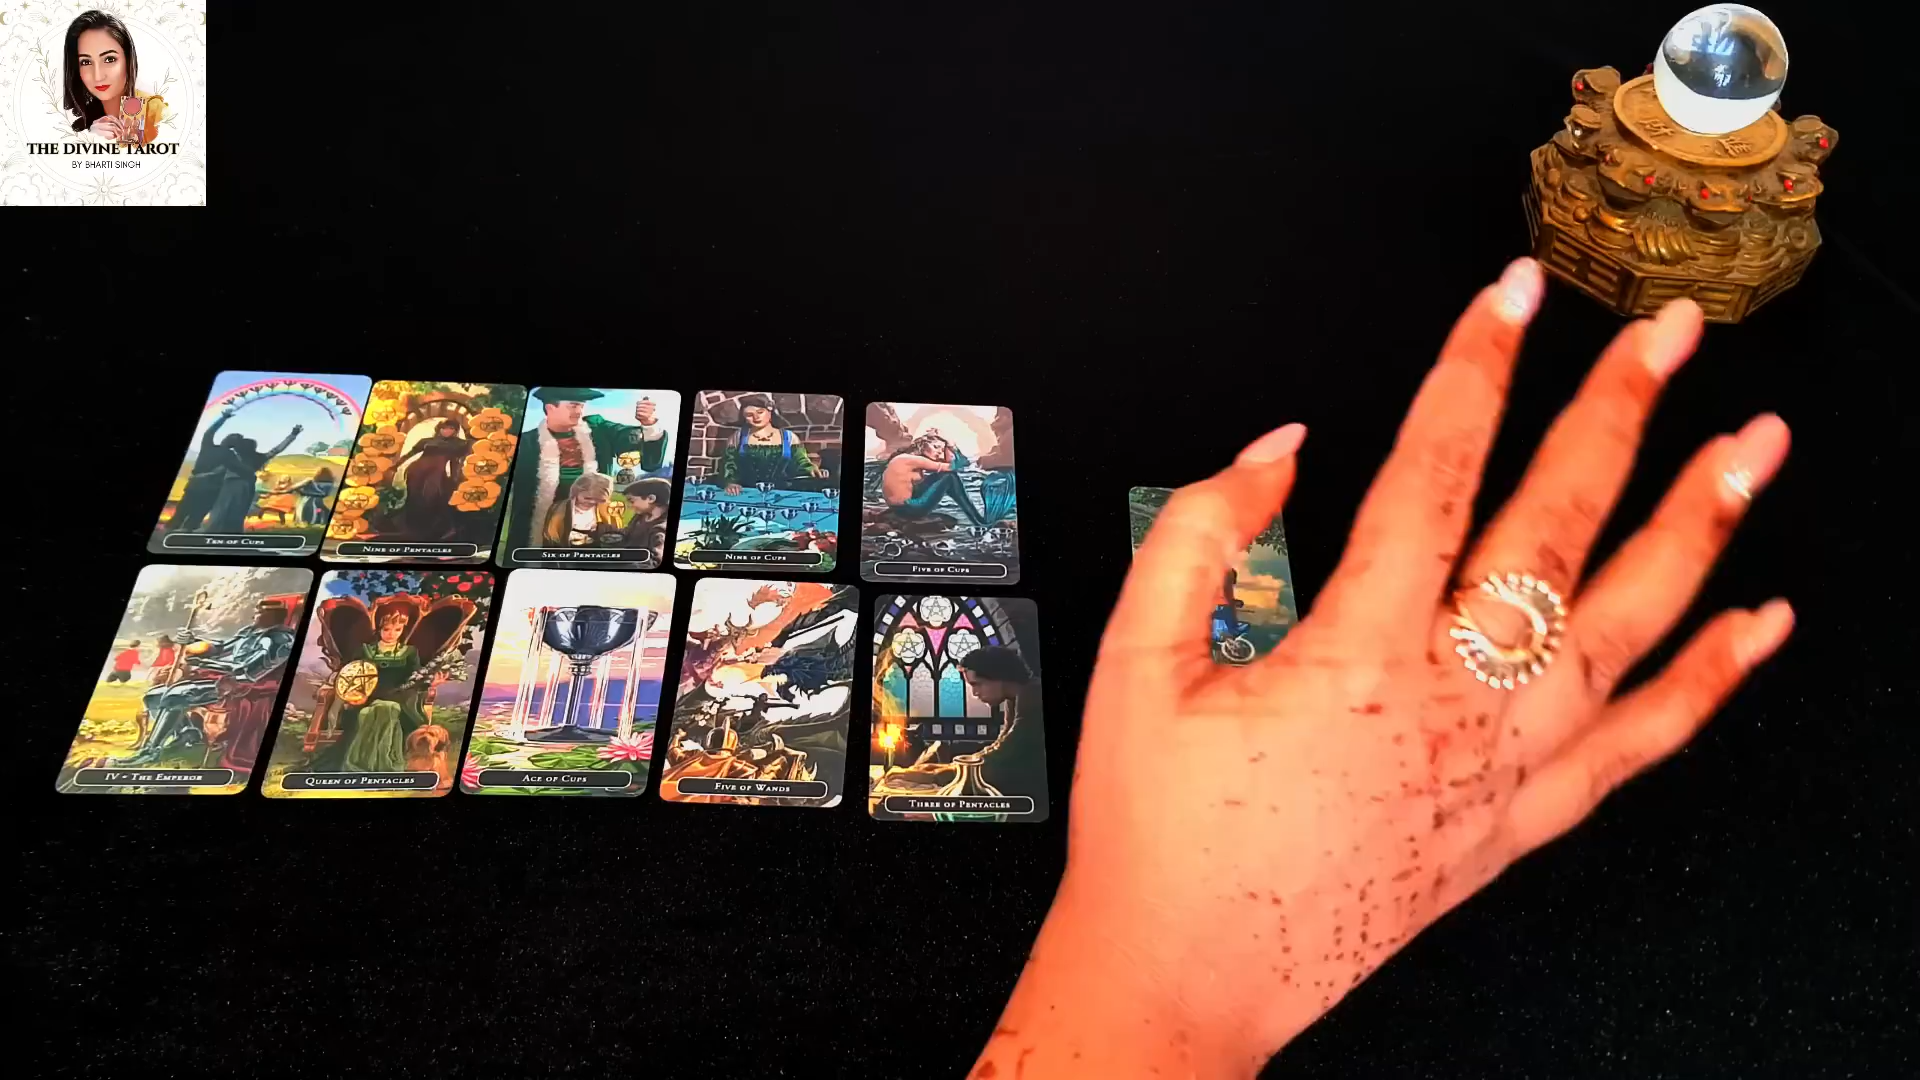 THE DIVINE TAROT
BY BHARTI SINGH
TEN OF CUPS
NINE OF PENTACLES
SIX OF PENTACLES
NINE OF CUPS
FIVE OF CUPS
IV - THE EMPEROR
QUEEN OF PENTACLES
ACE OF CUPS
FIVE OF WANDS
THREE OF PENTACLES